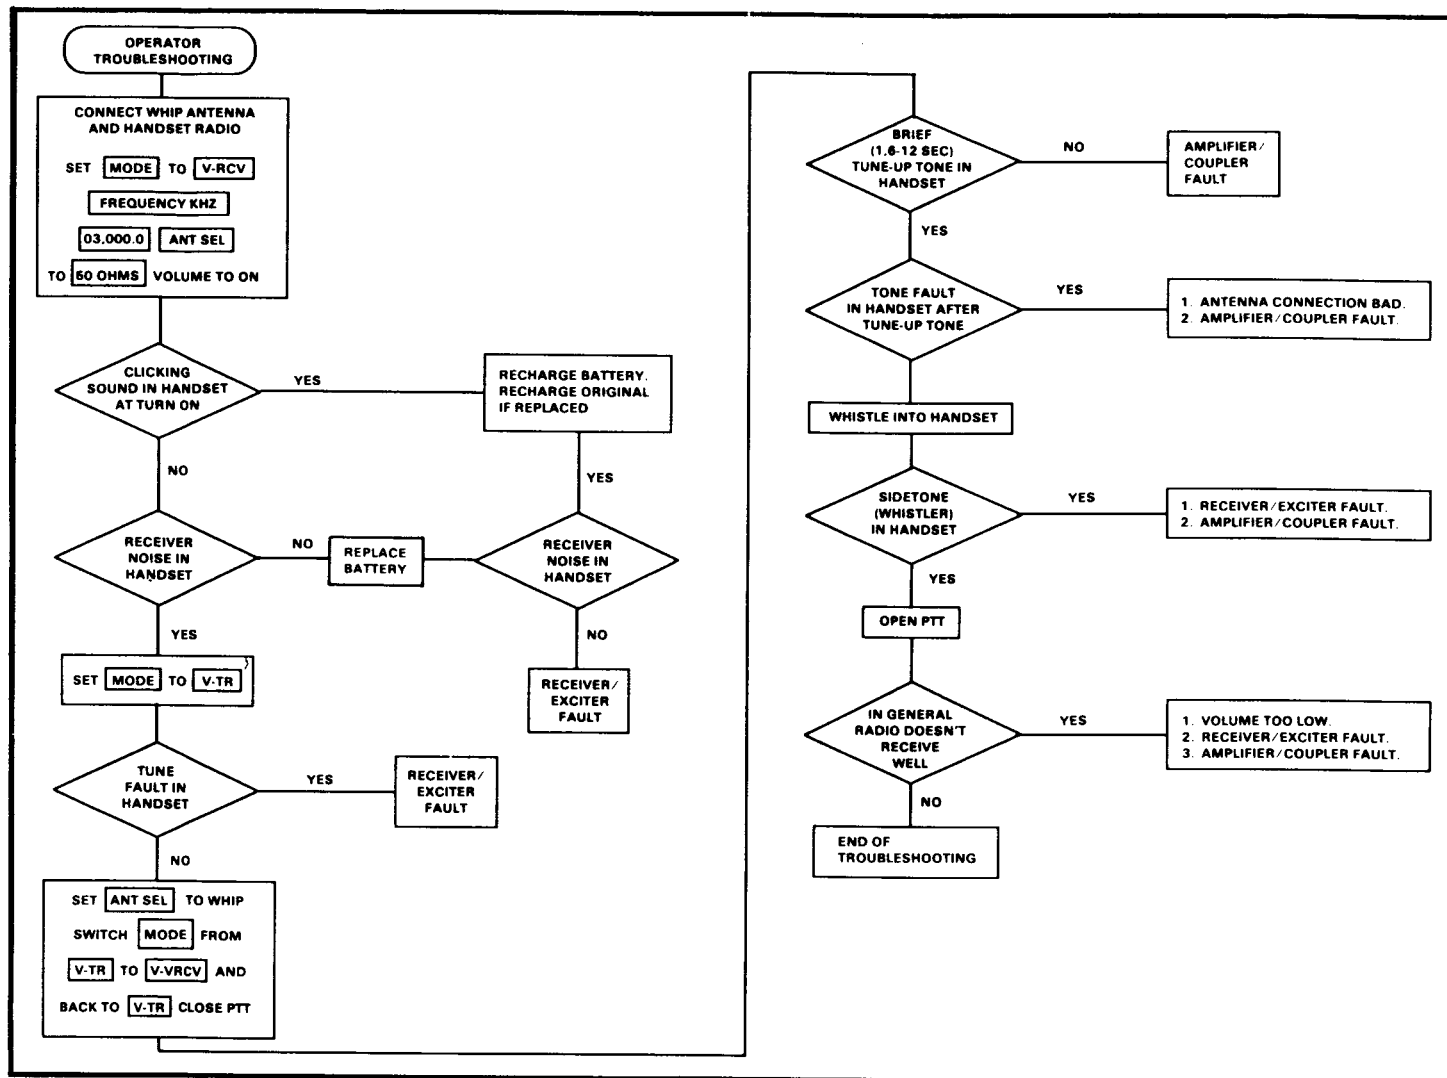 OPERATOR
TROUBLESHOOTING
CONNECT WHIP ANTENNA
AND HANDSET RADIO
SET MODE TO V-RCV
FREQUENCY KHZ
03.000.0 ANT SEL
TO 50 OHMS VOLUME TO ON
CLICKING
SOUND IN HANDSET
AT TURN ON
YES
RECHARGE BATTERY.
RECHARGE ORIGINAL
IF REPLACED
NO
YES
RECEIVER
NOISE IN
HANDSET
NO
REPLACE
BATTERY
RECEIVER
NOISE IN
HANDSET
YES
NO
SET MODE TO V-TR
RECEIVER/
EXCITER
FAULT
TUNE
FAULT IN
HANDSET
YES
RECEIVER/
EXCITER
FAULT
NO
SET ANT SEL TO WHIP
SWITCH MODE FROM
V-TR TO V-VRCV AND
BACK TO V-TR CLOSE PTT
BRIEF
(1.6-12 SEC)
TUNE-UP TONE IN
HANDSET
NO
AMPLIFIER/
COUPLER
FAULT
YES
TONE FAULT
IN HANDSET AFTER
TUNE-UP TONE
YES
1. ANTENNA CONNECTION BAD.
2. AMPLIFIER/COUPLER FAULT.
WHISTLE INTO HANDSET
SIDETONE
(WHISTLER)
IN HANDSET
YES
1. RECEIVER/EXCITER FAULT.
2. AMPLIFIER/COUPLER FAULT.
YES
OPEN PTT
IN GENERAL
RADIO DOESN'T
RECEIVE
WELL
YES
1. VOLUME TOO LOW.
2. RECEIVER/EXCITER FAULT.
3. AMPLIFIER/COUPLER FAULT.
NO
END OF
TROUBLESHOOTING